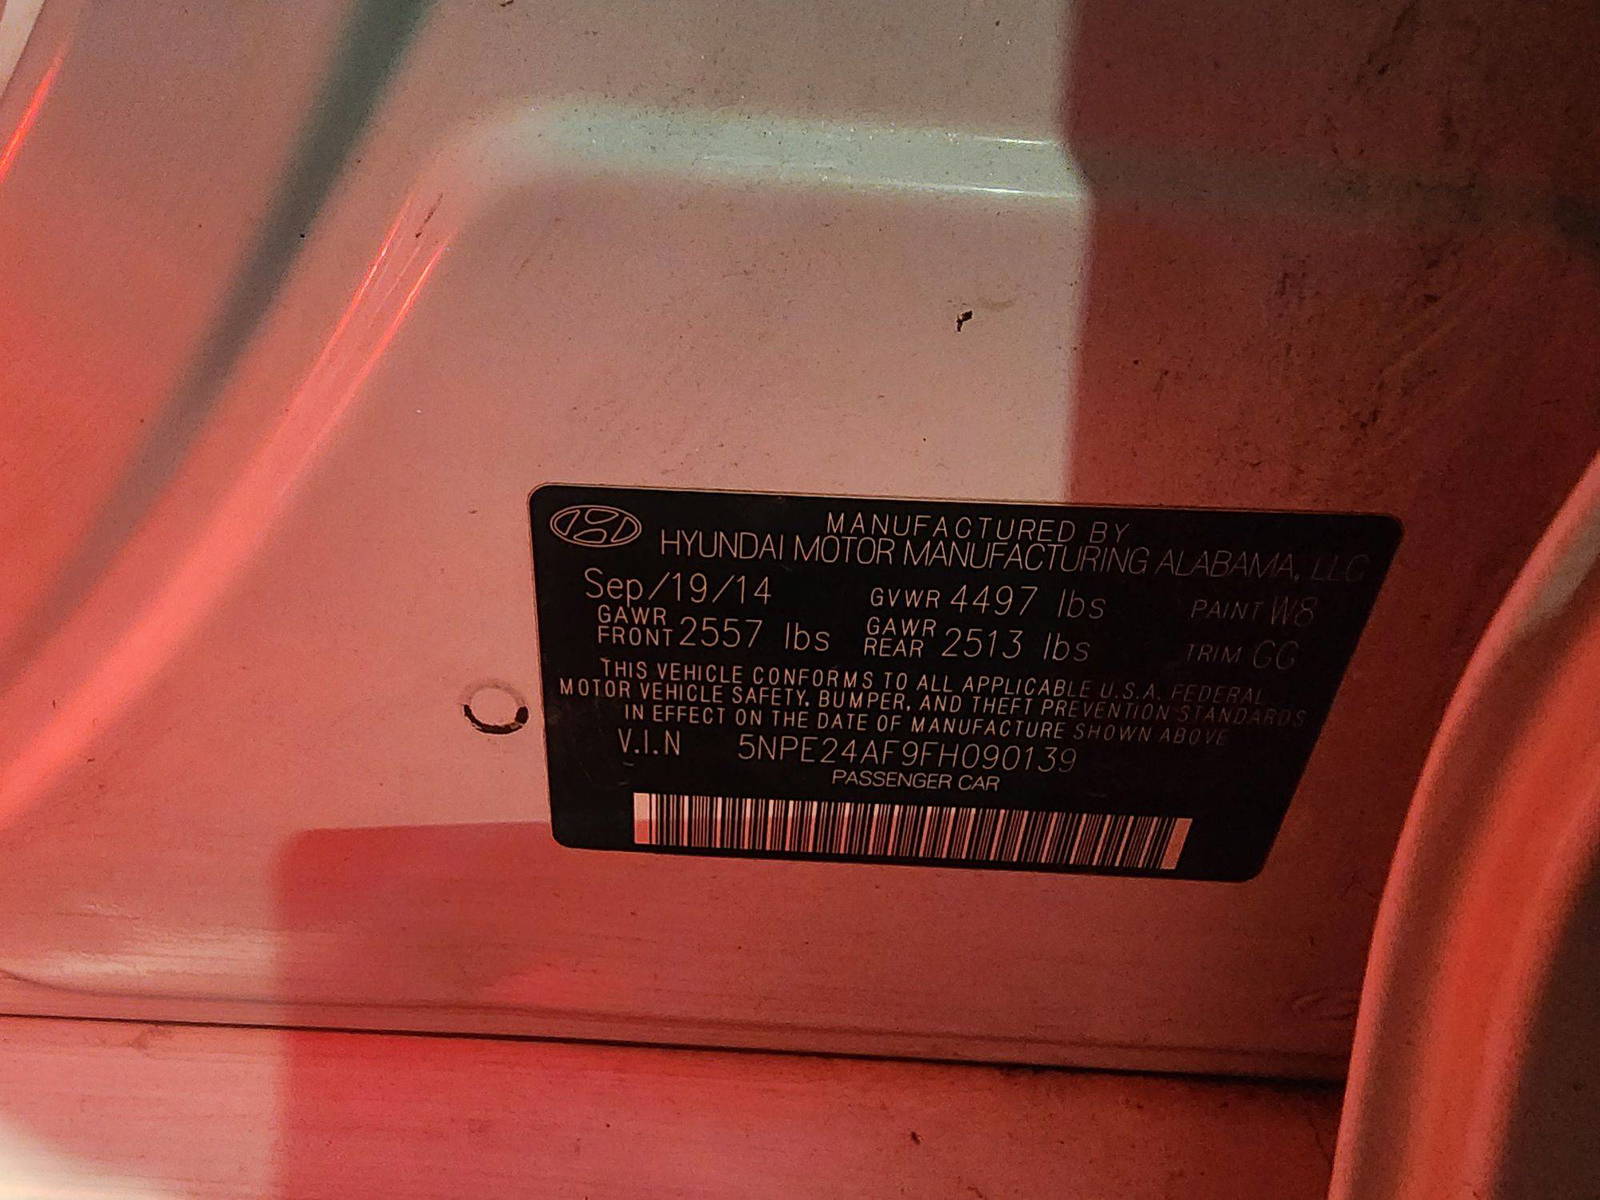 MANUFACTURED BY
HYUNDAI MOTOR MANUFACTURING ALABAMA, LLC
Sep/19/14 GVWR 4497 lbs PAINT W8
GAWR FRONT 2557 lbs GAWR REAR 2513 lbs TRIM GG
THIS VEHICLE CONFORMS TO ALL APPLICABLE U.S.A. FEDERAL
MOTOR VEHICLE SAFETY, BUMPER, AND THEFT PREVENTION STANDARDS
IN EFFECT ON THE DATE OF MANUFACTURE SHOWN ABOVE
V.I.N 5NPE24AF9FH090139
PASSENGER CAR